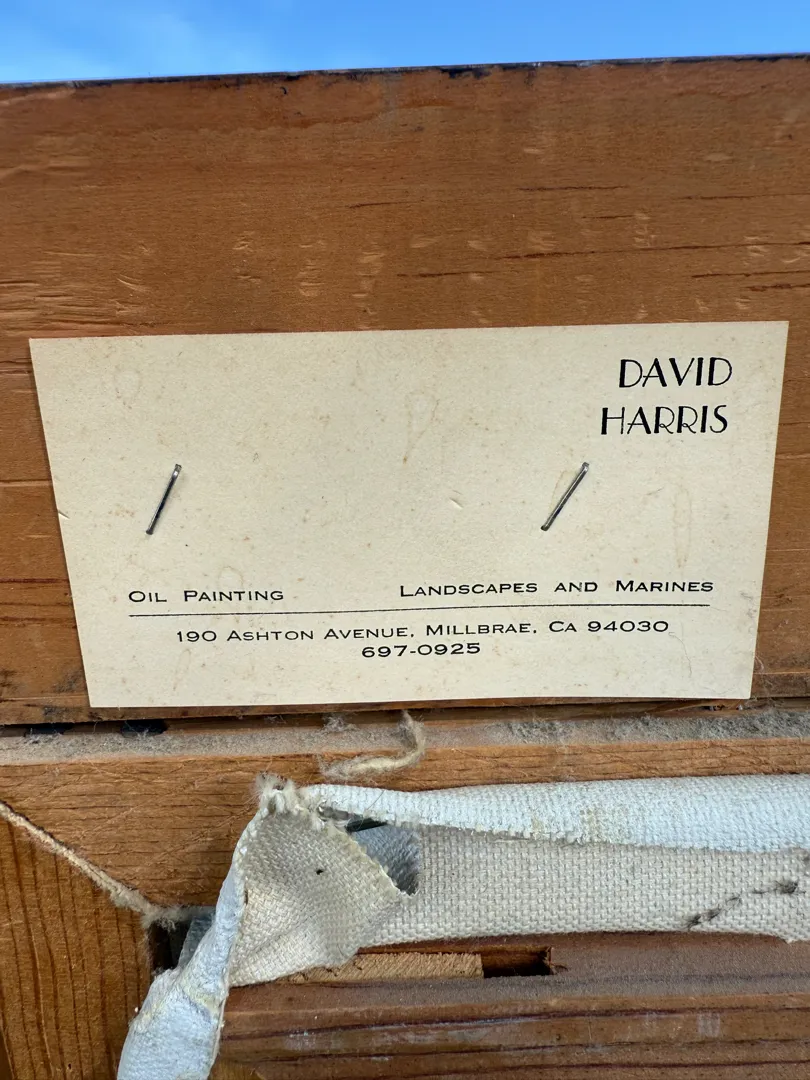 DAVID
HARRIS
OIL PAINTING LANDSCAPES AND MARINES
190 ASHTON AVENUE, MILLBRAE, CA 94030
697-0925